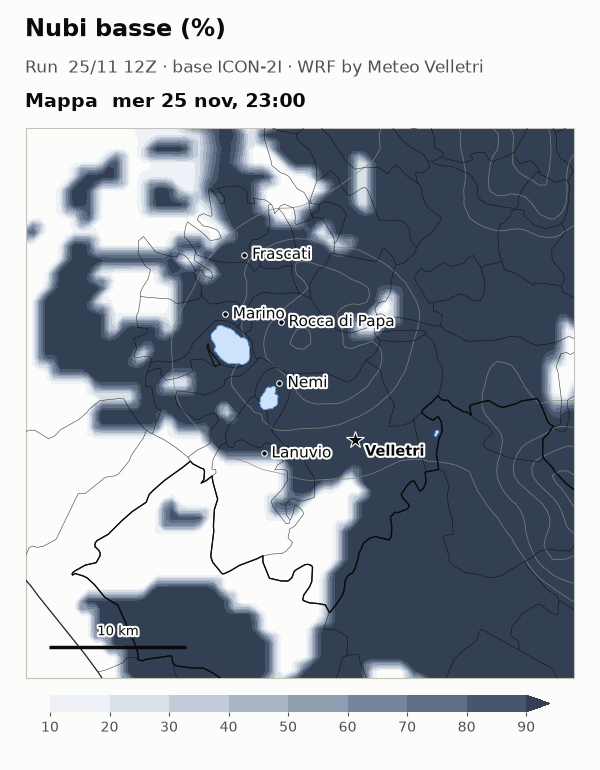 Nubi basse (%)
Run  25/11 12Z · base ICON-2I · WRF by Meteo Velletri
Mappa  mer 25 nov, 23:00
Frascati
Marino
Rocca di Papa
Nemi
Velletri
Lanuvio
10 km
10 20 30 40 50 60 70 80 90